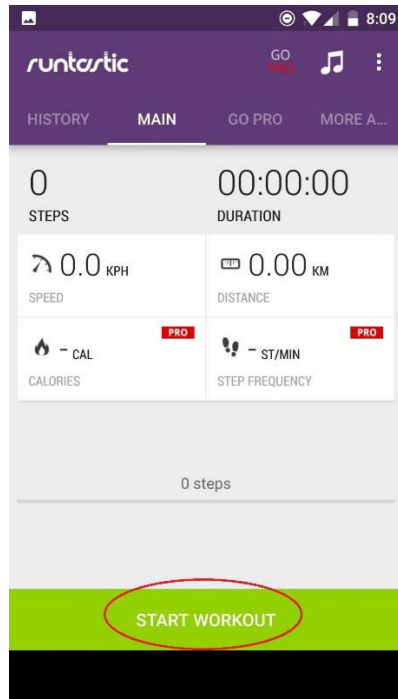 8:09
runtastic
GO
PRO
HISTORY MAIN GO PRO MORE A...
0 00:00:00
STEPS DURATION
0.0 KPH 0.00 KM
SPEED DISTANCE
PRO PRO
- CAL - ST/MIN
CALORIES STEP FREQUENCY
0 steps
START WORKOUT